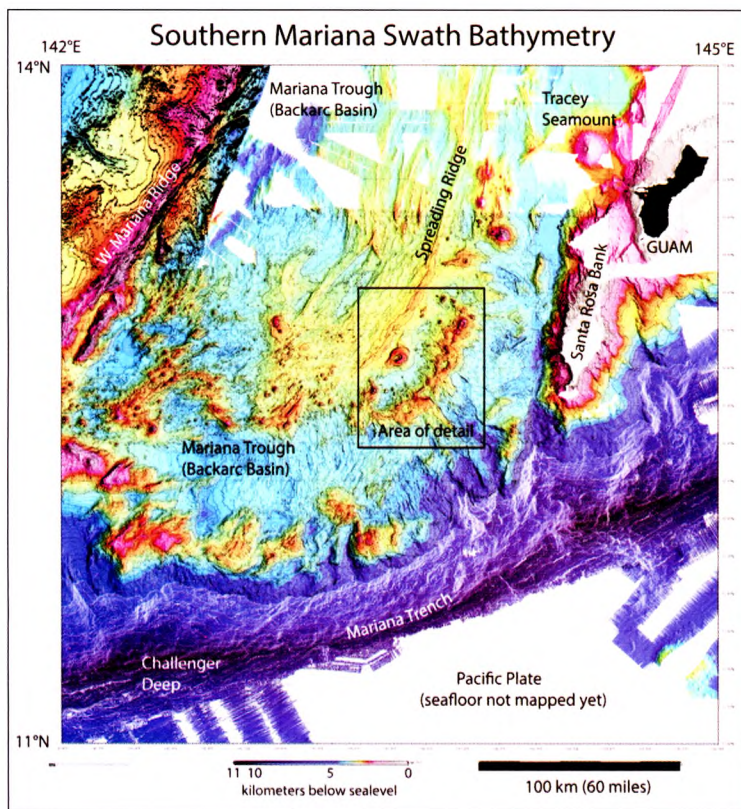 Southern Mariana Swath Bathymetry
142°E
145°E
14°N
Mariana Trough
(Backarc Basin)
Tracey
Seamount
W. Mariana Ridge
Spreading Ridge
GUAM
Santa Rosa Bank
Area of detail
Mariana Trough
(Backarc Basin)
Mariana Trench
Challenger
Deep
Pacific Plate
(seafloor not mapped yet)
11°N
11 10 5 0
kilometers below sealevel
100 km (60 miles)